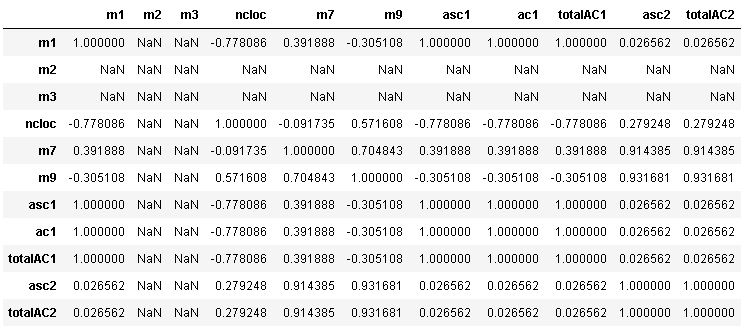 m1 m2 m3 ncloc m7 m9 asc1 ac1 totalAC1 asc2 totalAC2
m1 1.000000 NaN NaN -0.778086 0.391888 -0.305108 1.000000 1.000000 1.000000 0.026562 0.026562
m2 NaN NaN NaN NaN NaN NaN NaN NaN NaN NaN NaN
m3 NaN NaN NaN NaN NaN NaN NaN NaN NaN NaN NaN
ncloc -0.778086 NaN NaN 1.000000 -0.091735 0.571608 -0.778086 -0.778086 -0.778086 0.279248 0.279248
m7 0.391888 NaN NaN -0.091735 1.000000 0.704843 0.391888 0.391888 0.391888 0.914385 0.914385
m9 -0.305108 NaN NaN 0.571608 0.704843 1.000000 -0.305108 -0.305108 -0.305108 0.931681 0.931681
asc1 1.000000 NaN NaN -0.778086 0.391888 -0.305108 1.000000 1.000000 1.000000 0.026562 0.026562
ac1 1.000000 NaN NaN -0.778086 0.391888 -0.305108 1.000000 1.000000 1.000000 0.026562 0.026562
totalAC1 1.000000 NaN NaN -0.778086 0.391888 -0.305108 1.000000 1.000000 1.000000 0.026562 0.026562
asc2 0.026562 NaN NaN 0.279248 0.914385 0.931681 0.026562 0.026562 0.026562 1.000000 1.000000
totalAC2 0.026562 NaN NaN 0.279248 0.914385 0.931681 0.026562 0.026562 0.026562 1.000000 1.000000